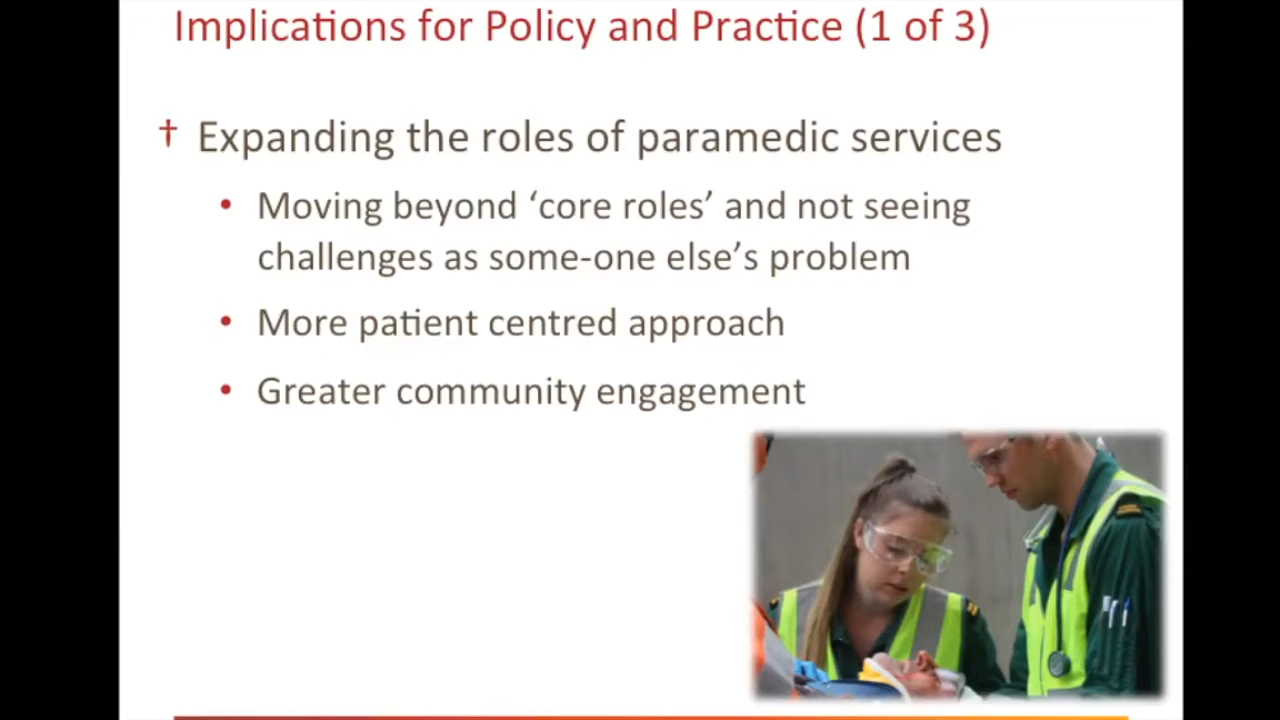 Implications for Policy and Practice (1 of 3)
† Expanding the roles of paramedic services
• Moving beyond ‘core roles’ and not seeing
challenges as some-one else’s problem
• More patient centred approach
• Greater community engagement